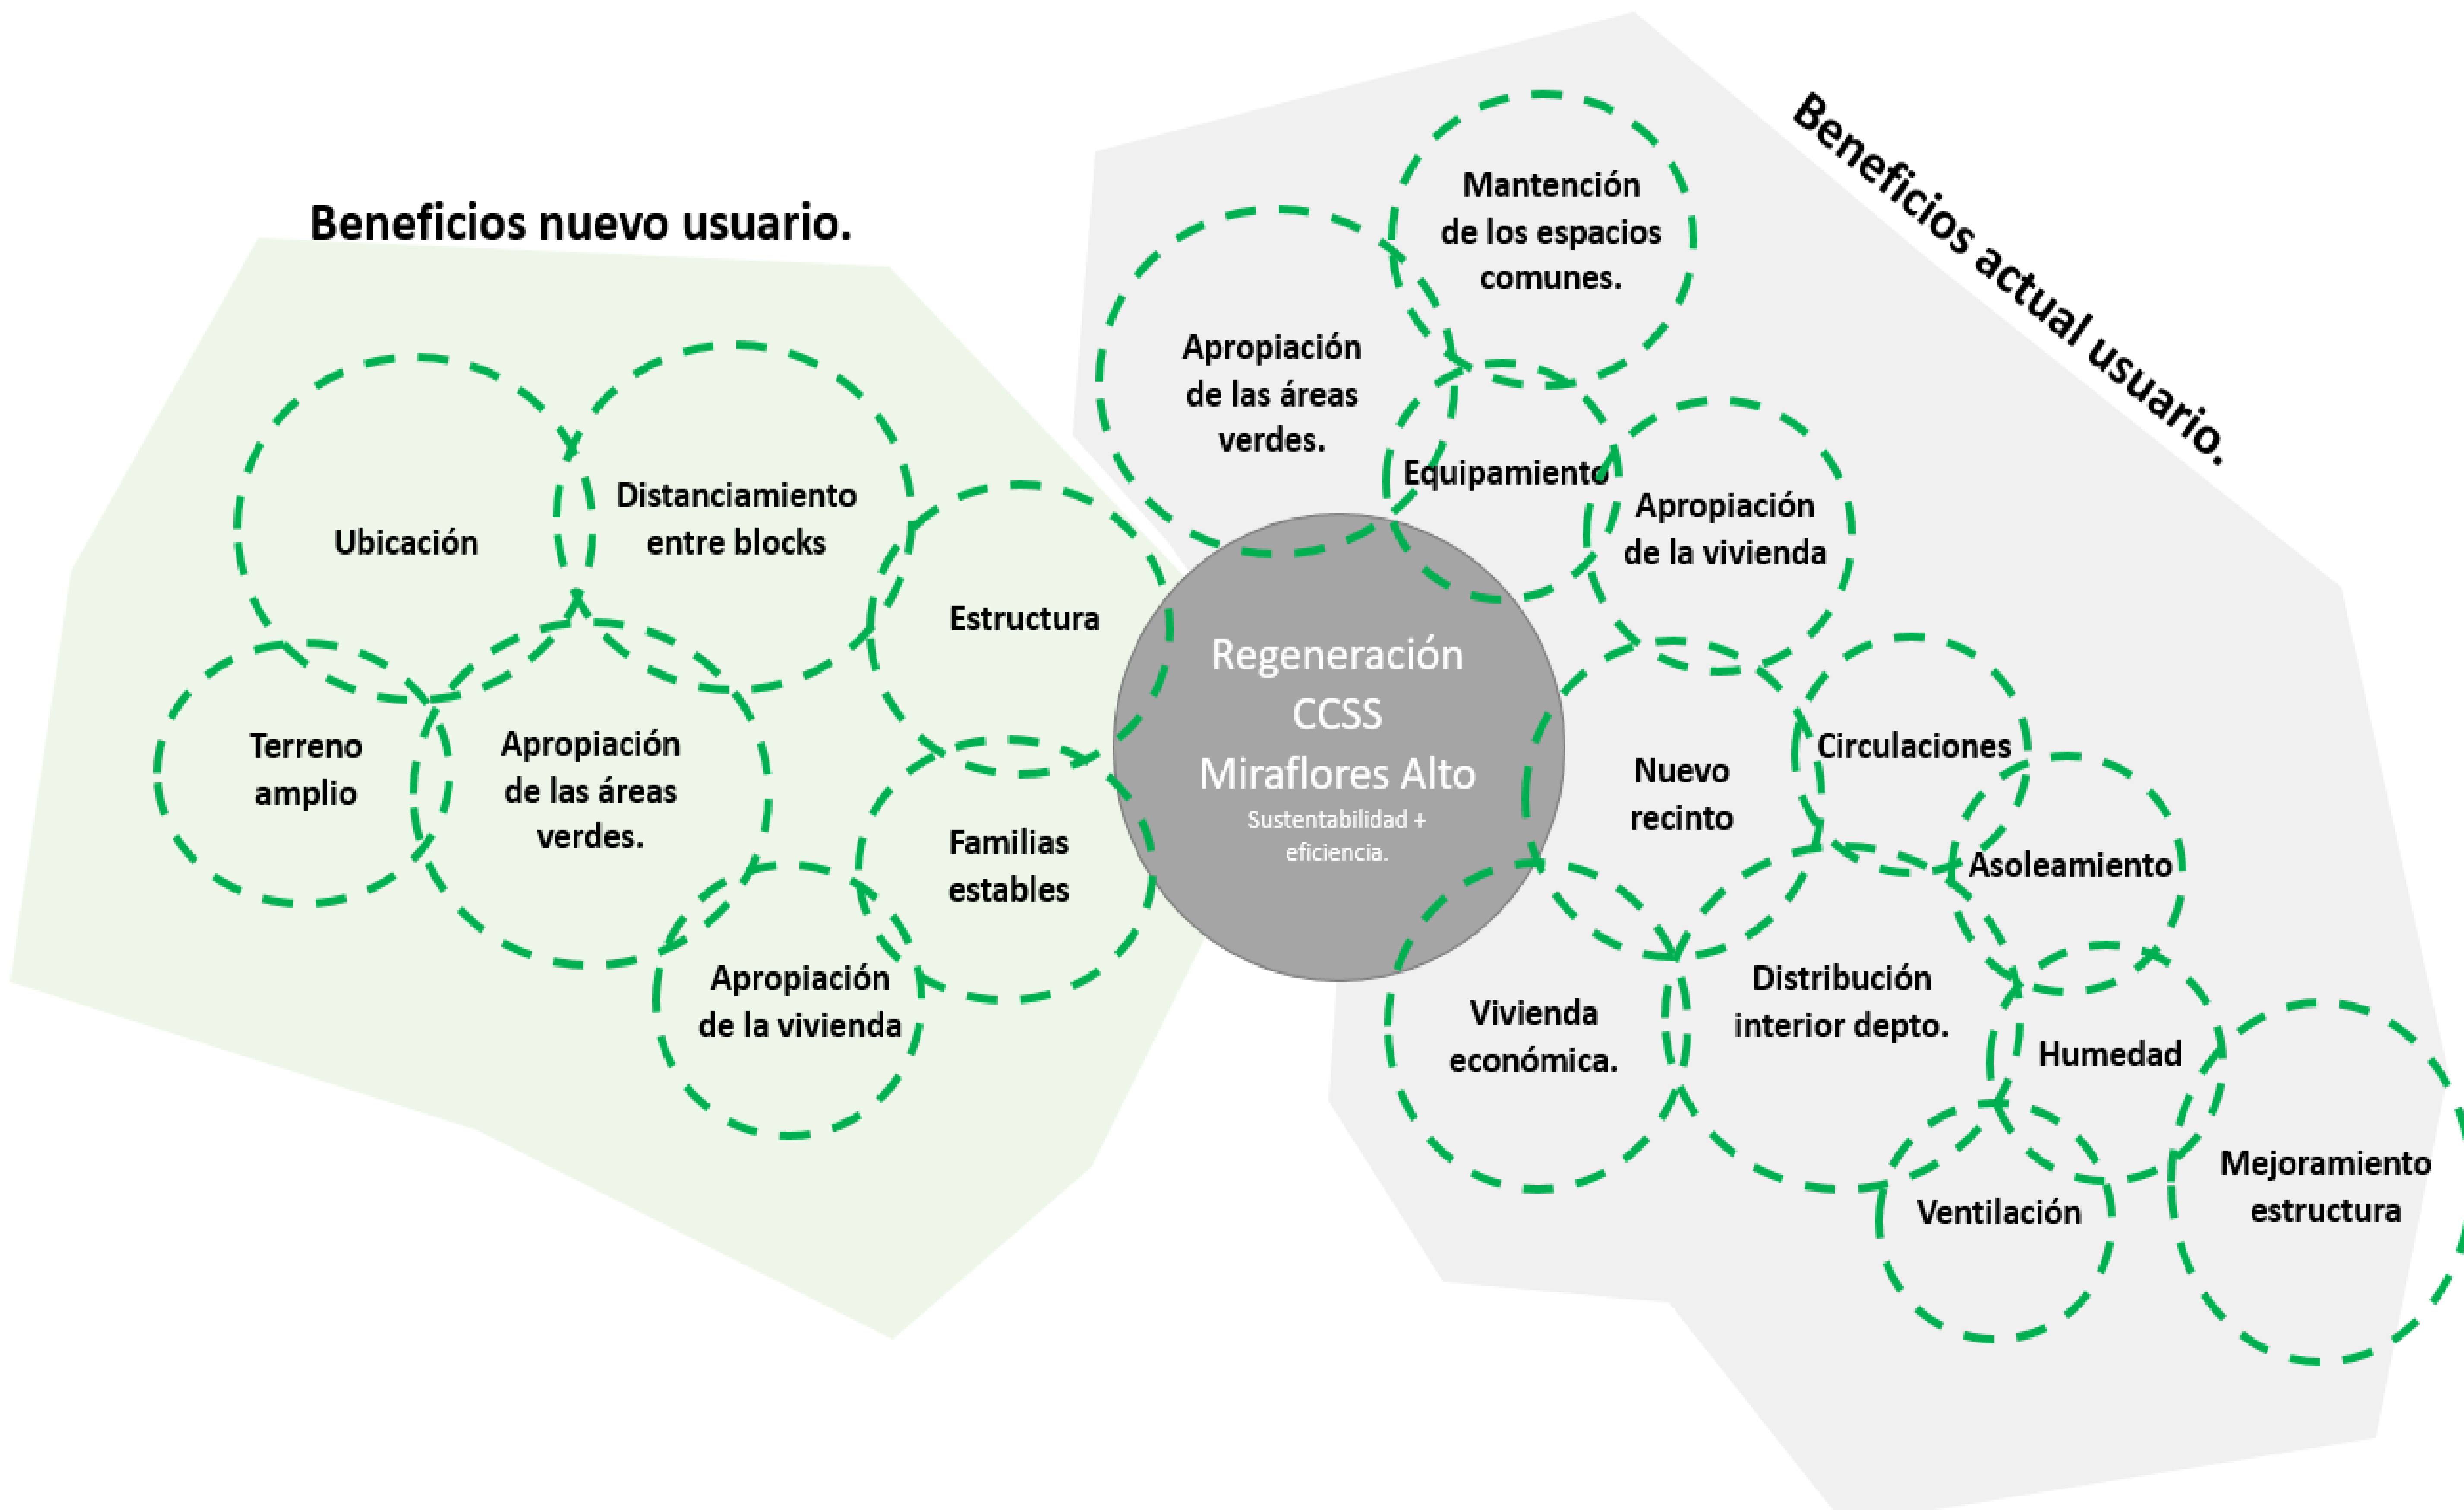 Beneficios nuevo usuario.
Ubicación
Distanciamiento
entre blocks
Estructura
Terreno
amplio
Apropiación
de las áreas
verdes.
Familias
estables
Apropiación
de la vivienda
Regeneración
CCSS
Miraflores Alto
Sustentabilidad +
eficiencia.
Beneficios actual usuario.
Mantención
de los espacios
comunes.
Apropiación
de las áreas
verdes.
Equipamiento
Apropiación
de la vivienda
Nuevo
recinto
Circulaciones
Asoleamiento
Vivienda
económica.
Distribución
interior depto.
Humedad
Ventilación
Mejoramiento
estructura